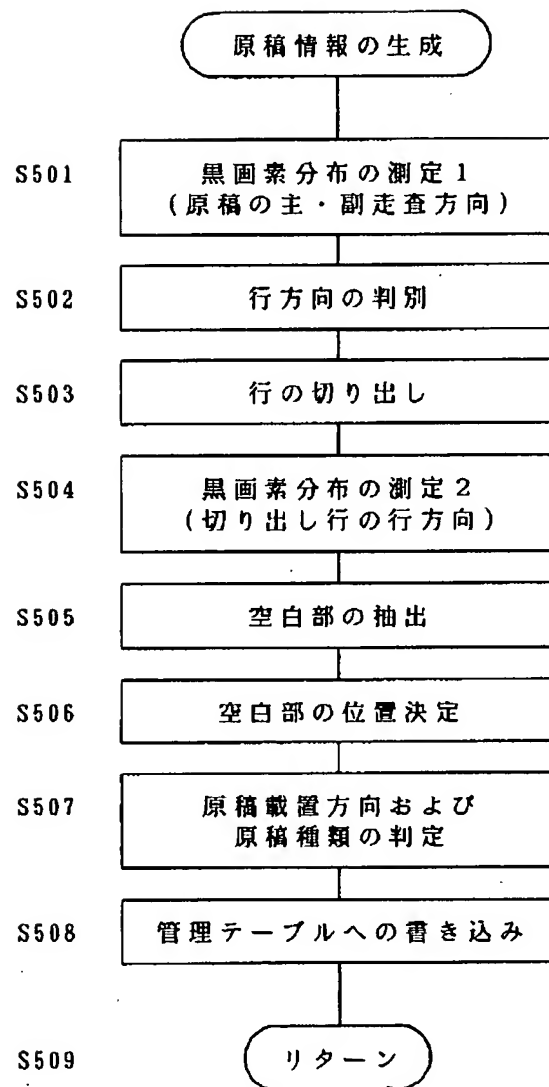 原稿情報の生成
S501
黒画素分布の測定1
(原稿の主・副走査方向)
S502
行方向の判別
S503
行の切り出し
S504
黒画素分布の測定2
(切り出し行の行方向)
S505
空白部の抽出
S506
空白部の位置決定
S507
原稿載置方向および
原稿種類の判定
S508
管理テーブルへの書き込み
S509
リターン